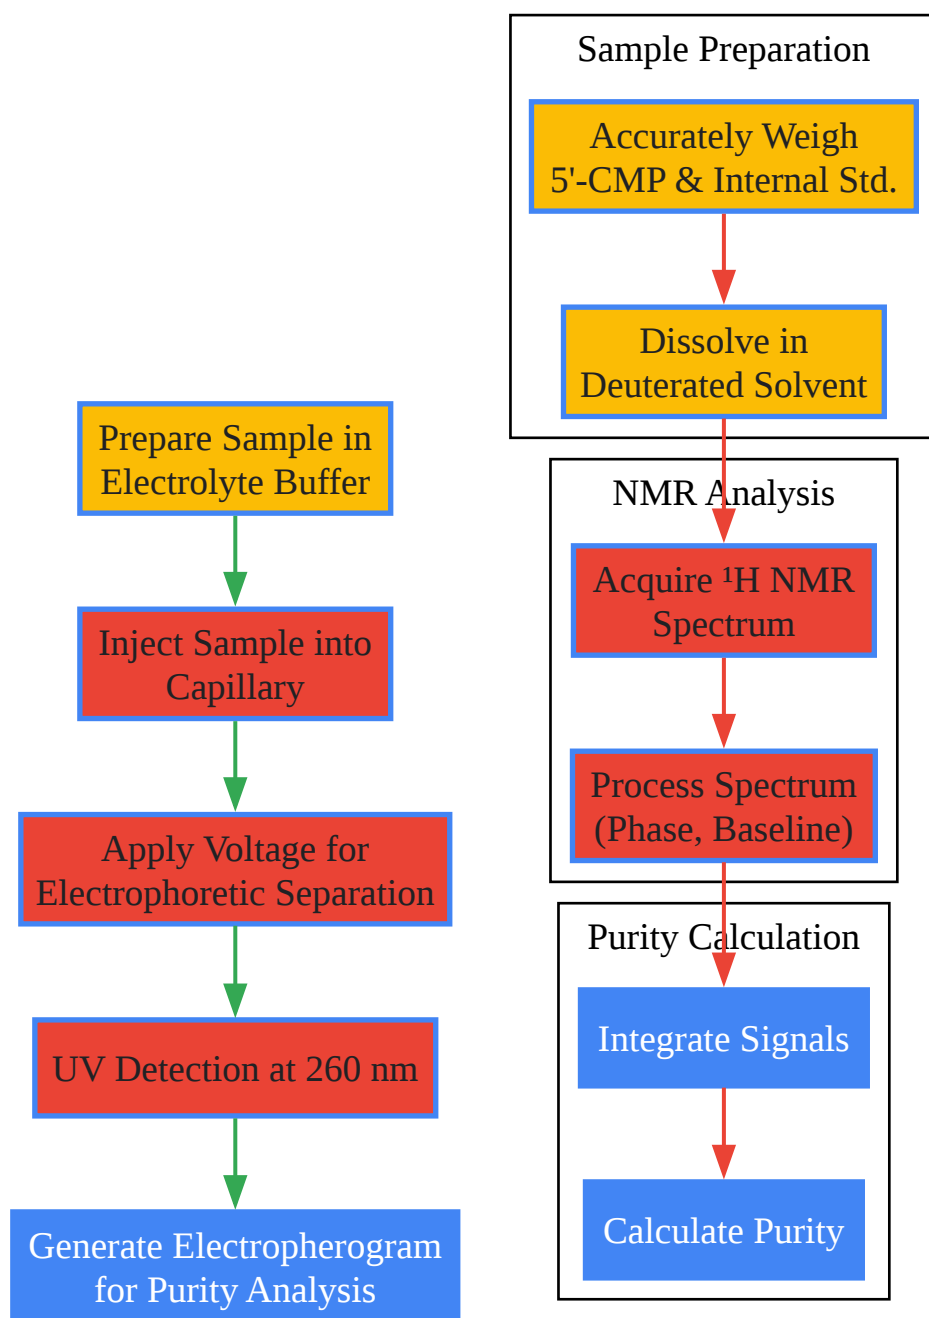 Sample Preparation
Accurately Weigh
5'-CMP & Internal Std.
Dissolve in
Deuterated Solvent
NMR Analysis
Acquire ¹H NMR
Spectrum
Process Spectrum
(Phase, Baseline)
Purity Calculation
Integrate Signals
Calculate Purity
Prepare Sample in
Electrolyte Buffer
Inject Sample into
Capillary
Apply Voltage for
Electrophoretic Separation
UV Detection at 260 nm
Generate Electropherogram
for Purity Analysis